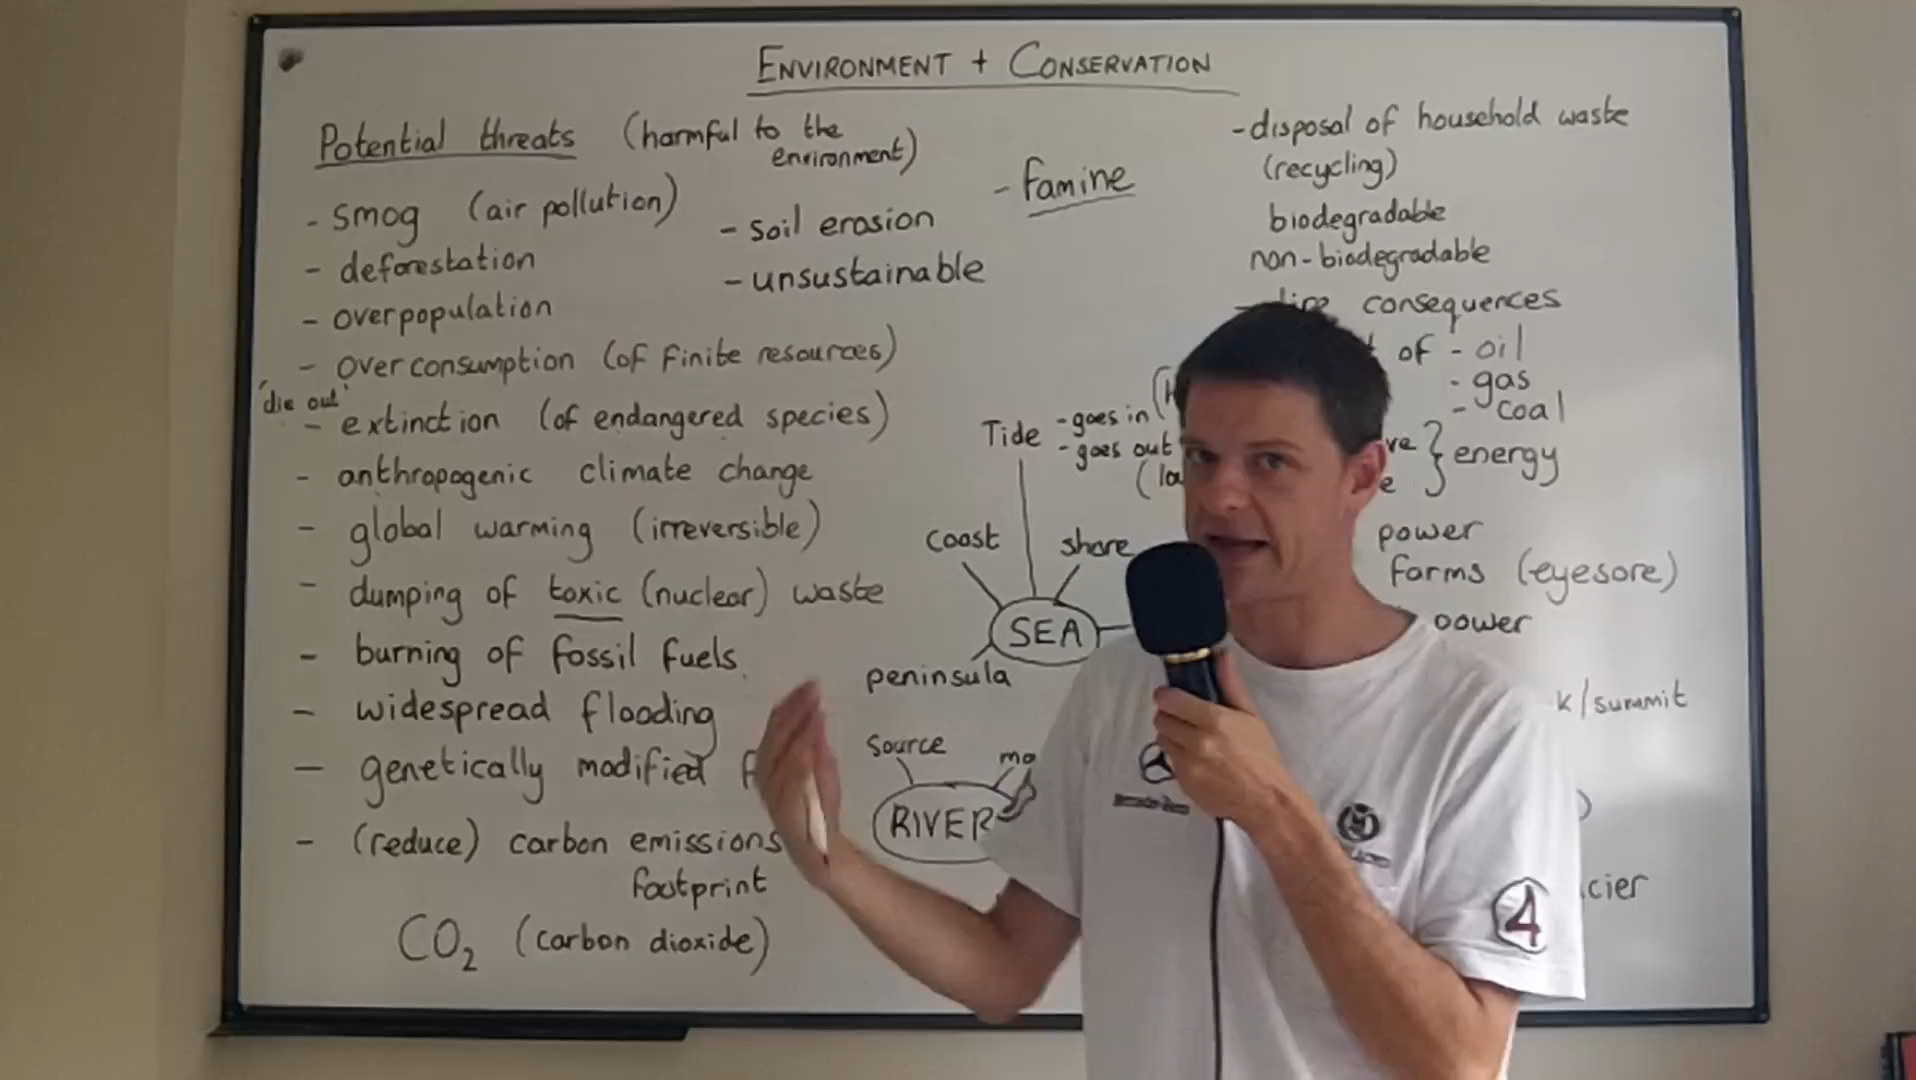 ENVIRONMENT + CONSERVATION
Potential threats (harmful to the
environment)
- smog (air pollution)
- deforestation
- overpopulation
- overconsumption (of finite resources)
'die out'
- extinction (of endangered species)
- anthropogenic climate change
- global warming (irreversible)
- dumping of toxic (nuclear) waste
- burning of fossil fuels
- widespread flooding
- genetically modified
- (reduce) carbon emissions
footprint
CO2 (carbon dioxide)
- soil erosion
- unsustainable
- famine
Tide - goes in
- goes out
coast
shore
SEA
peninsula
source
RIVER
- disposal of household waste
(recycling)
biodegradable
non-biodegradable
consequences
of - oil
- gas
- coal
energy
power
farms (eyesore)
power
/summit
4